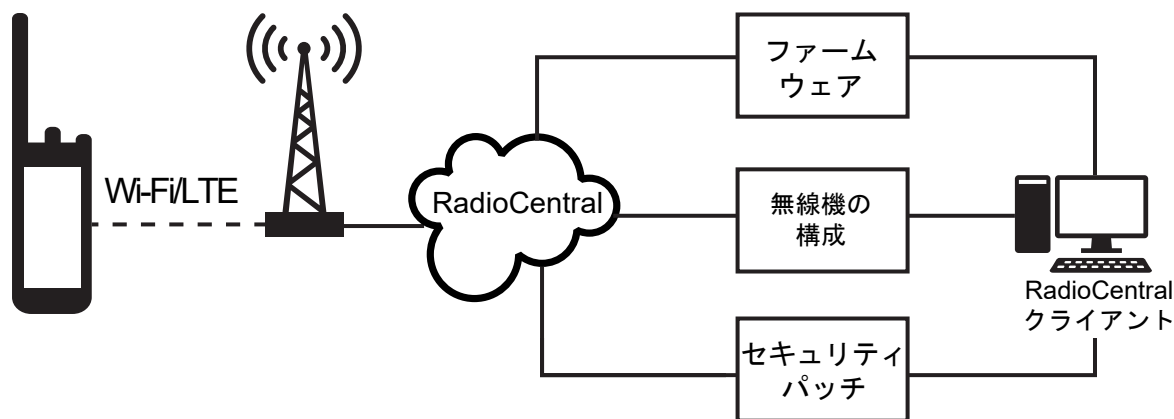 ファーム
ウェア
Wi-Fi/LTE
RadioCentral
無線機の
構成
RadioCentral
クライアント
セキュリティ
パッチ